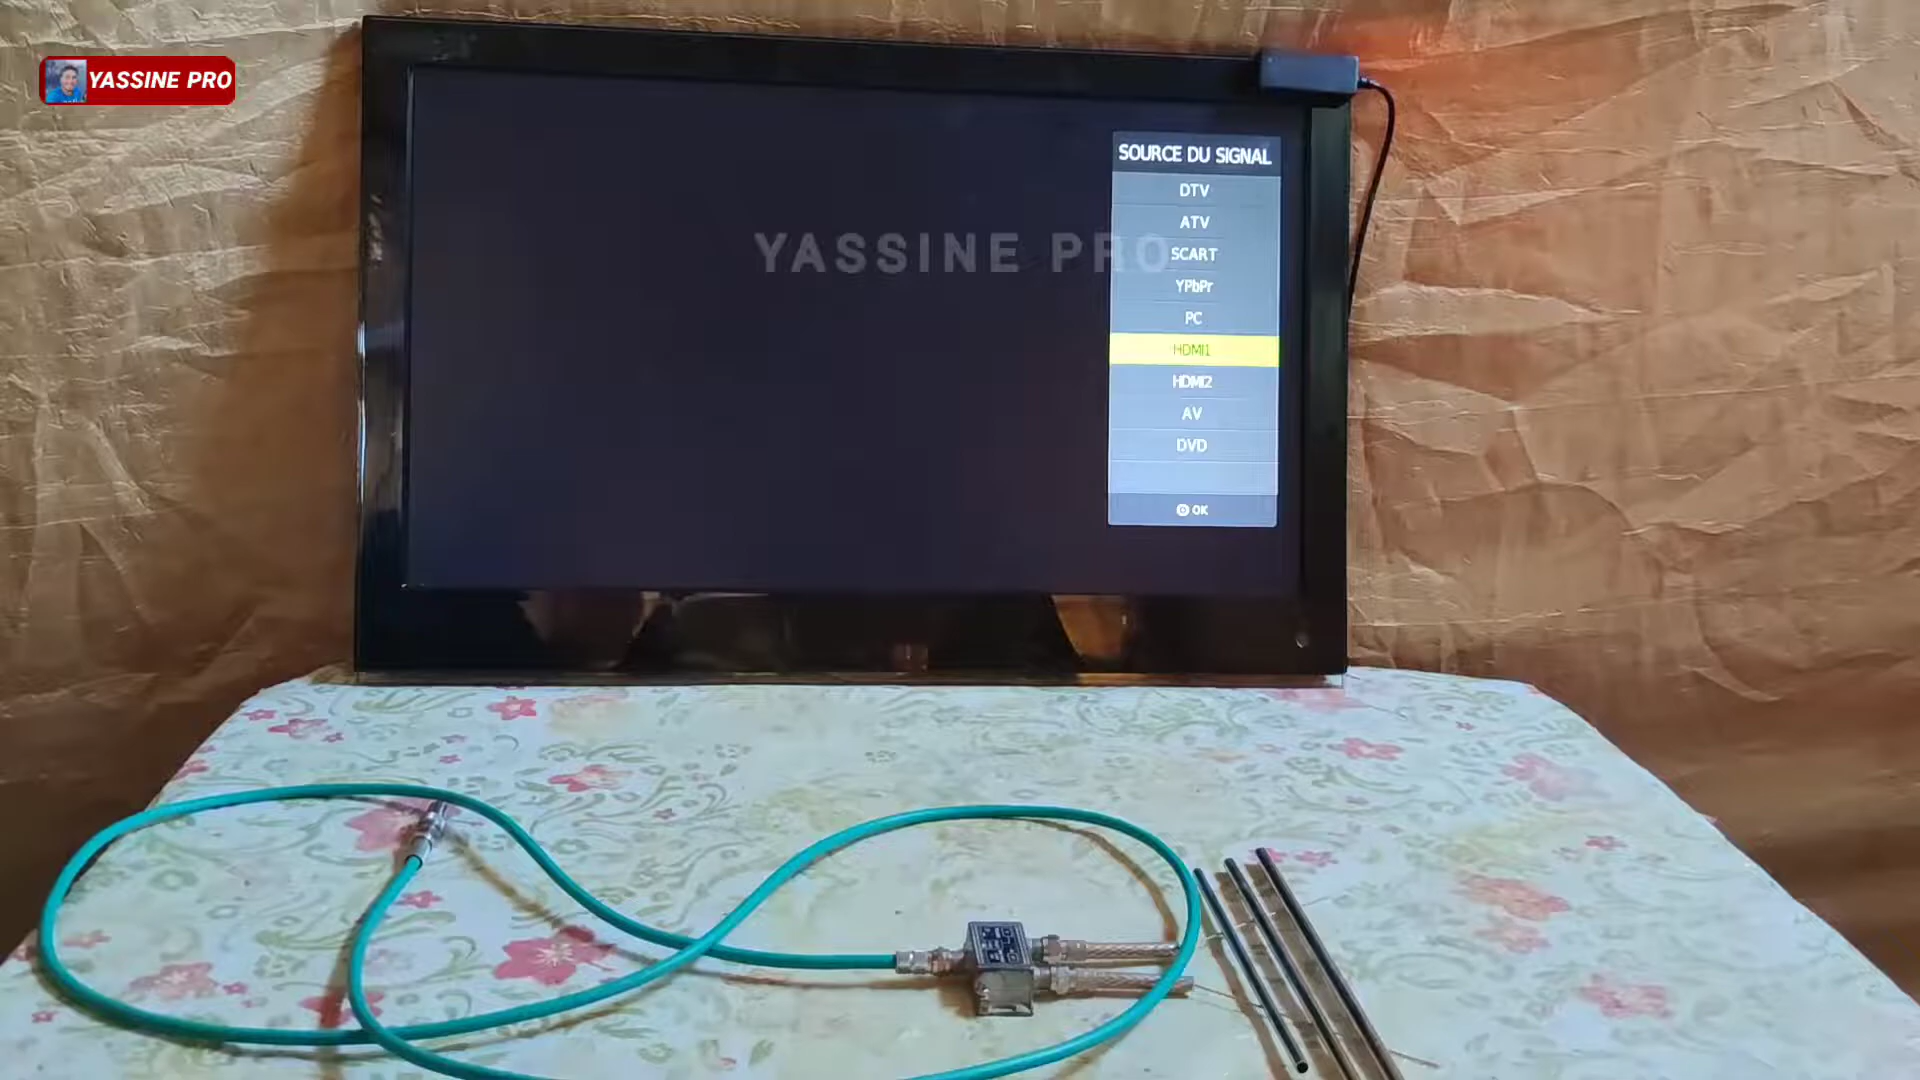 YASSINE PRO
SOURCE DU SIGNAL
DTV
ATV
YASSINE PRO
SCART
YPbPr
PC
HDMI1
HDMI2
AV
DVD
OK